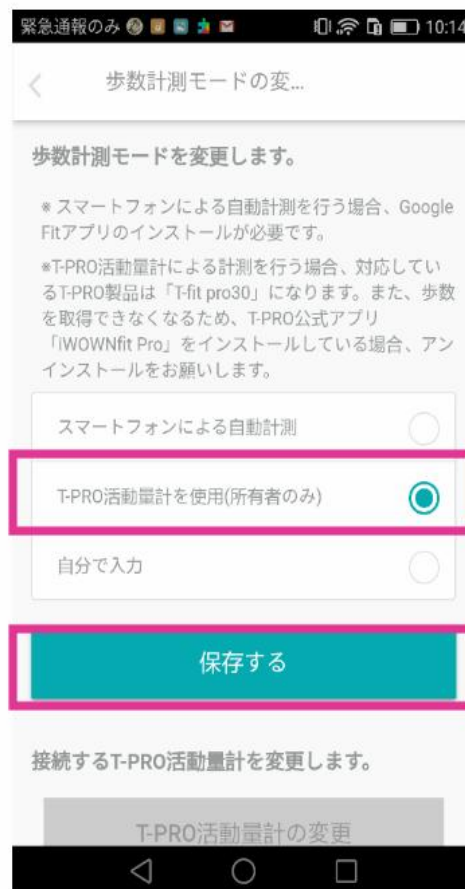 緊急通報のみ 10:14
歩数計測モードの変...
歩数計測モードを変更します。
* スマートフォンによる自動計測を行う場合、Google
Fitアプリのインストールが必要です。
*T-PRO活動量計による計測を行う場合、対応してい
るT-PRO製品は「T-fit pro30」になります。また、歩数
を取得できなくなるため、T-PRO公式アプリ
「iWOWNfit Pro」をインストールしている場合、アン
インストールをお願いします。
スマートフォンによる自動計測
T-PRO活動量計を使用(所有者のみ)
自分で入力
保存する
接続するT-PRO活動量計を変更します。
T-PRO活動量計の変更